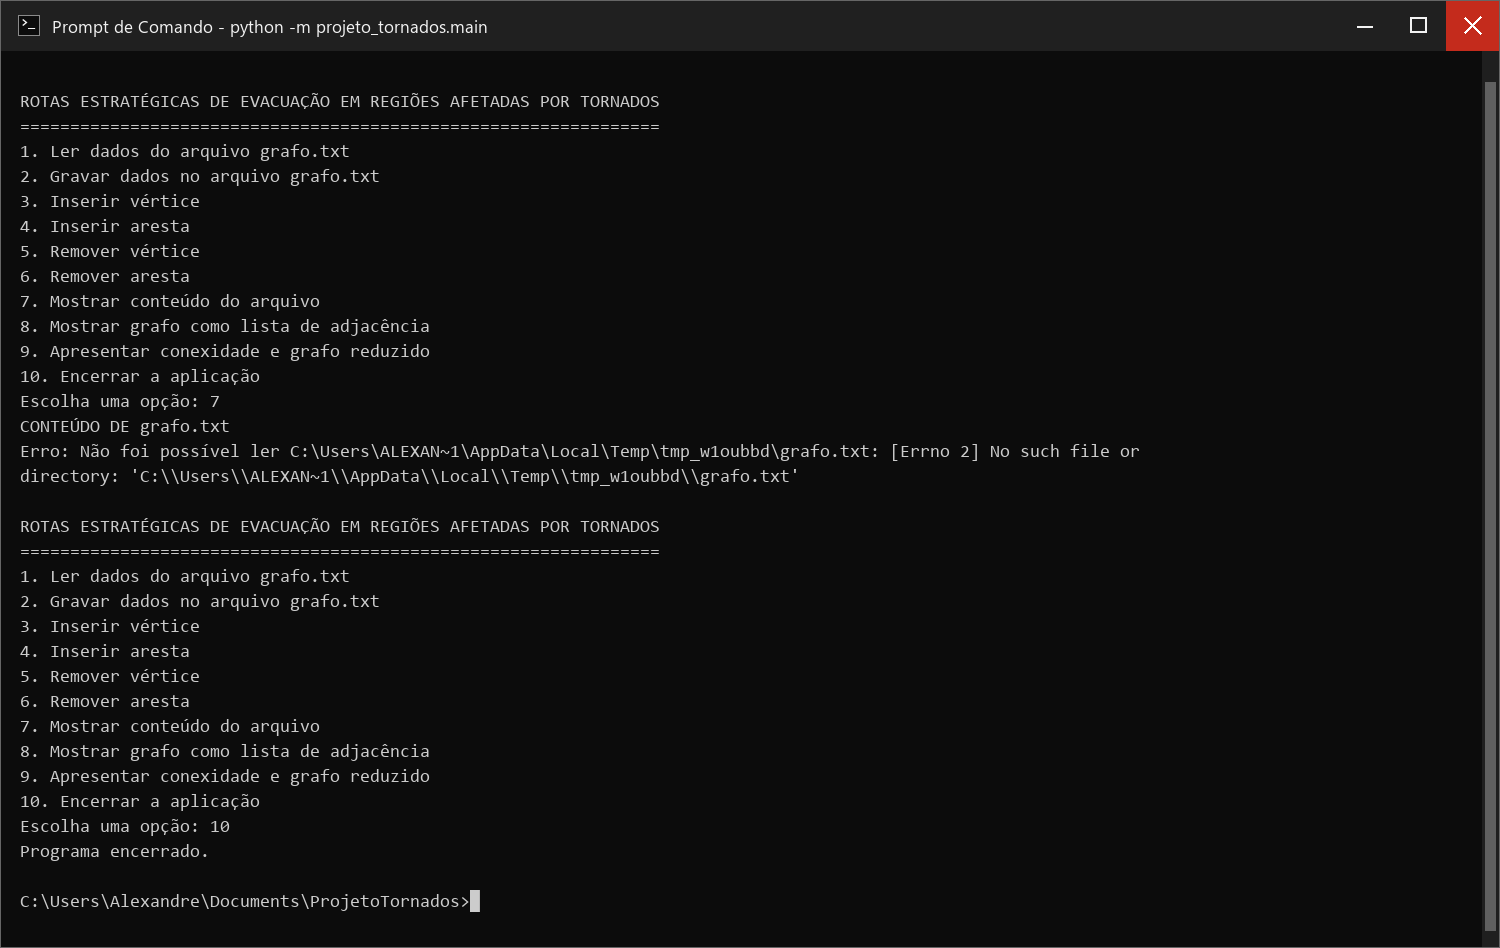 Prompt de Comando - python -m projeto_tornados.main
ROTAS ESTRATÉGICAS DE EVACUAÇÃO EM REGIÕES AFETADAS POR TORNADOS
================================================================
1. Ler dados do arquivo grafo.txt
2. Gravar dados no arquivo grafo.txt
3. Inserir vértice
4. Inserir aresta
5. Remover vértice
6. Remover aresta
7. Mostrar conteúdo do arquivo
8. Mostrar grafo como lista de adjacência
9. Apresentar conexidade e grafo reduzido
10. Encerrar a aplicação
Escolha uma opção: 7
CONTEÚDO DE grafo.txt
Erro: Não foi possível ler C:\Users\ALEXAN~1\AppData\Local\Temp\tmp_w1oubbd\grafo.txt: [Errno 2] No such file or
directory: 'C:\\Users\\ALEXAN~1\\AppData\\Local\\Temp\\tmp_w1oubbd\\grafo.txt'
ROTAS ESTRATÉGICAS DE EVACUAÇÃO EM REGIÕES AFETADAS POR TORNADOS
================================================================
1. Ler dados do arquivo grafo.txt
2. Gravar dados no arquivo grafo.txt
3. Inserir vértice
4. Inserir aresta
5. Remover vértice
6. Remover aresta
7. Mostrar conteúdo do arquivo
8. Mostrar grafo como lista de adjacência
9. Apresentar conexidade e grafo reduzido
10. Encerrar a aplicação
Escolha uma opção: 10
Programa encerrado.
C:\Users\Alexandre\Documents\ProjetoTornados>